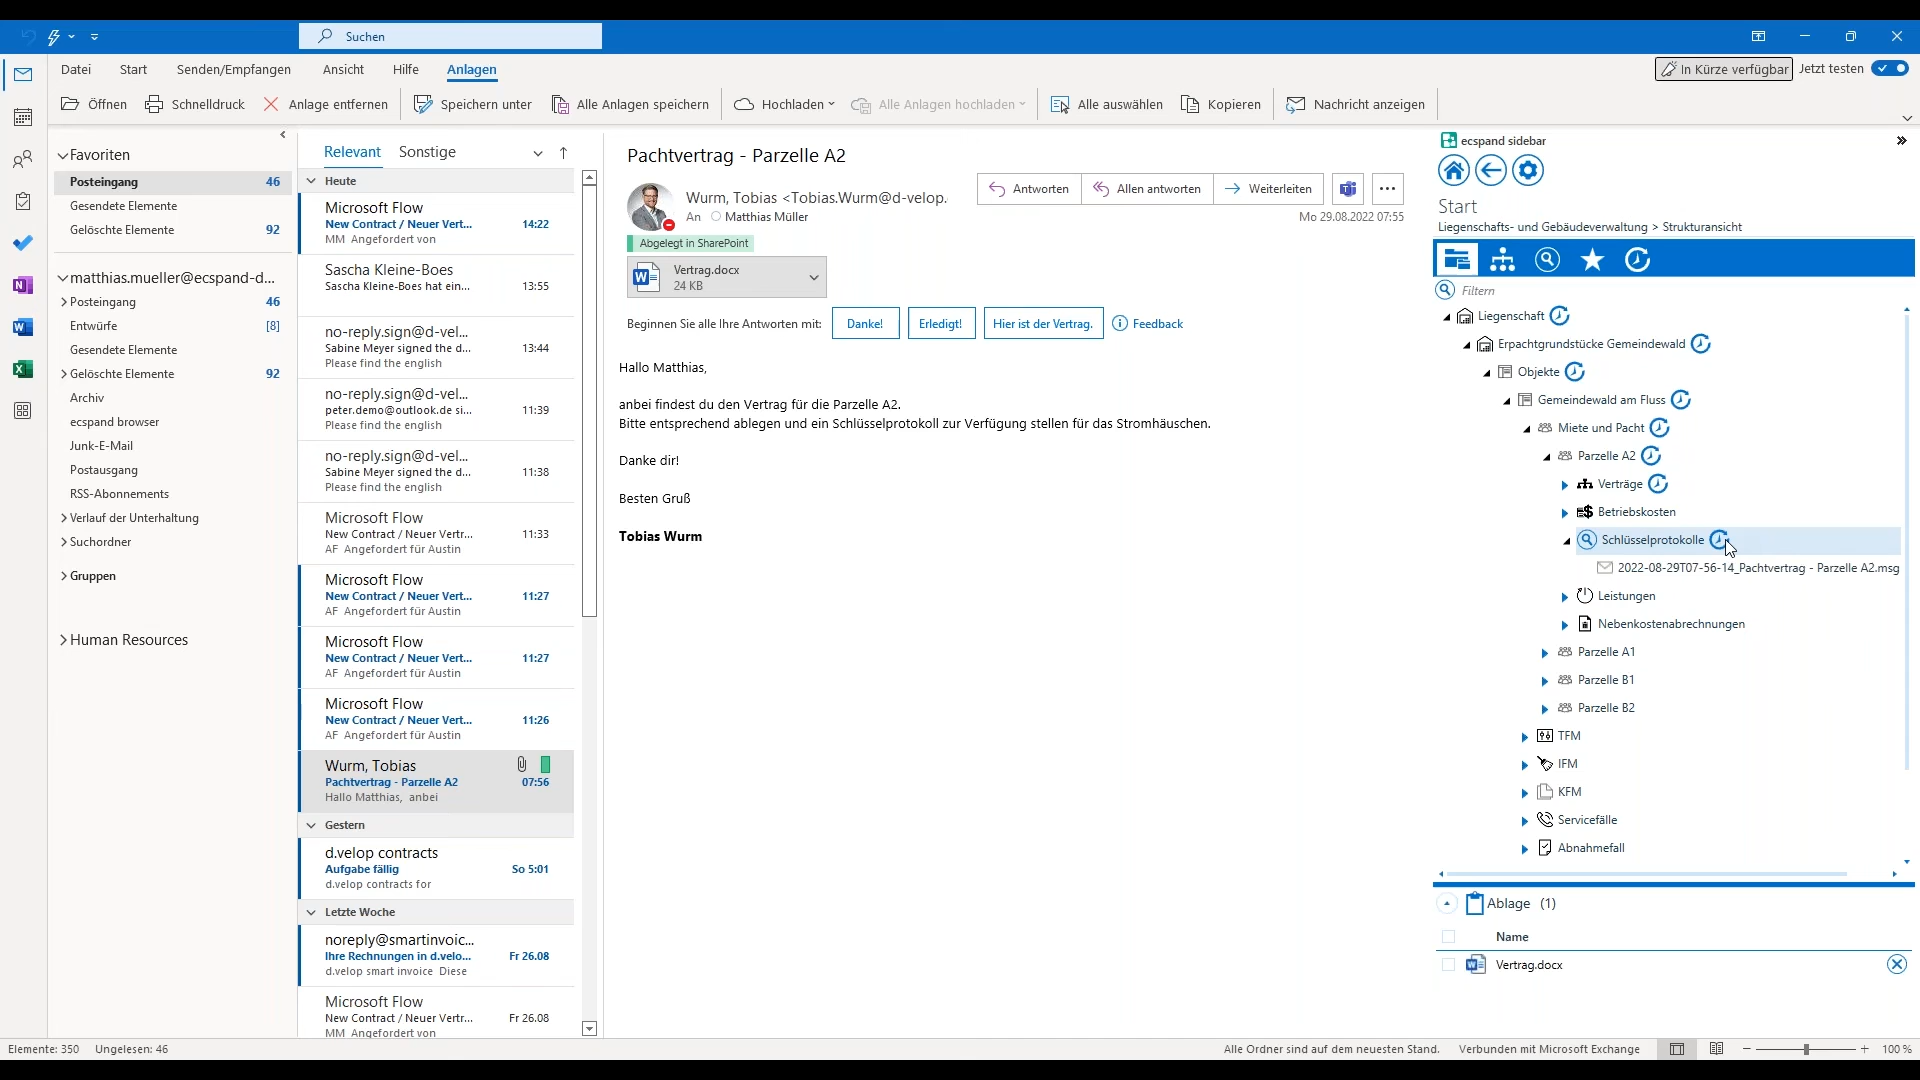 Suchen
Datei Start Senden/Empfangen Ansicht Hilfe Anlagen
In Kürze verfügbar Jetzt testen
Öffnen Schnelldruck Anlage entfernen Speichern unter Alle Anlagen speichern Hochladen Alle Anlagen hochladen Alle auswählen Kopieren Nachricht anzeigen
Favoriten
Posteingang 46
Gesendete Elemente
Gelöschte Elemente 92
matthias.mueller@ecspand-d...
Posteingang 46
Entwürfe [8]
Gesendete Elemente
Gelöschte Elemente 92
Archiv
ecspand browser
Junk-E-Mail
Postausgang
RSS-Abonnements
Verlauf der Unterhaltung
Suchordner
Gruppen
Human Resources
Relevant Sonstige
Heute
Microsoft Flow
New Contract / Neuer Vert... 14:22
MM Angefordert von
Sascha Kleine-Boes
Sascha Kleine-Boes hat ein... 13:55
no-reply.sign@d-vel...
Sabine Meyer signed the d... 13:44
Please find the english
no-reply.sign@d-vel...
peter.demo@outlook.de si... 11:39
Please find the english
no-reply.sign@d-vel...
Sabine Meyer signed the d... 11:38
Please find the english
Microsoft Flow
New Contract / Neuer Vertr... 11:33
AF Angefordert für Austin
Microsoft Flow
New Contract / Neuer Vert... 11:27
AF Angefordert für Austin
Microsoft Flow
New Contract / Neuer Vert... 11:27
AF Angefordert für Austin
Microsoft Flow
New Contract / Neuer Vert... 11:26
AF Angefordert für Austin
Wurm, Tobias
Pachtvertrag - Parzelle A2 07:56
Hallo Matthias, anbei
Gestern
d.velop contracts
Aufgabe fällig So 5:01
d.velop contracts for
Letzte Woche
noreply@smartinvoic...
Ihre Rechnungen in d.velo... Fr 26.08
d.velop smart invoice Diese
Microsoft Flow
New Contract / Neuer Vertr... Fr 26.08
MM Angefordert von
Pachtvertrag - Parzelle A2
Wurm, Tobias <Tobias.Wurm@d-velop.
An Matthias Müller
Antworten Allen antworten Weiterleiten
Mo 29.08.2022 07:55
Abgelegt in SharePoint
Vertrag.docx
24 KB
Beginnen Sie alle Ihre Antworten mit: Danke! Erledigt! Hier ist der Vertrag. Feedback
Hallo Matthias,
anbei findest du den Vertrag für die Parzelle A2.
Bitte entsprechend ablegen und ein Schlüsselprotokoll zur Verfügung stellen für das Stromhäuschen.
Danke dir!
Besten Gruß
Tobias Wurm
ecspand sidebar
Start
Liegenschafts- und Gebäudeverwaltung > Strukturansicht
Filtern
Liegenschaft
Erpachtgrundstücke Gemeindewald
Objekte
Gemeindewald am Fluss
Miete und Pacht
Parzelle A2
Verträge
Betriebskosten
Schlüsselprotokolle
2022-08-29T07-56-14_Pachtvertrag - Parzelle A2.msg
Leistungen
Nebenkostenabrechnungen
Parzelle A1
Parzelle B1
Parzelle B2
TFM
IFM
KFM
Servicefälle
Abnahmefall
Ablage (1)
Name
Vertrag.docx
Elemente: 350 Ungelesen: 46
Alle Ordner sind auf dem neuesten Stand. Verbunden mit Microsoft Exchange 100 %